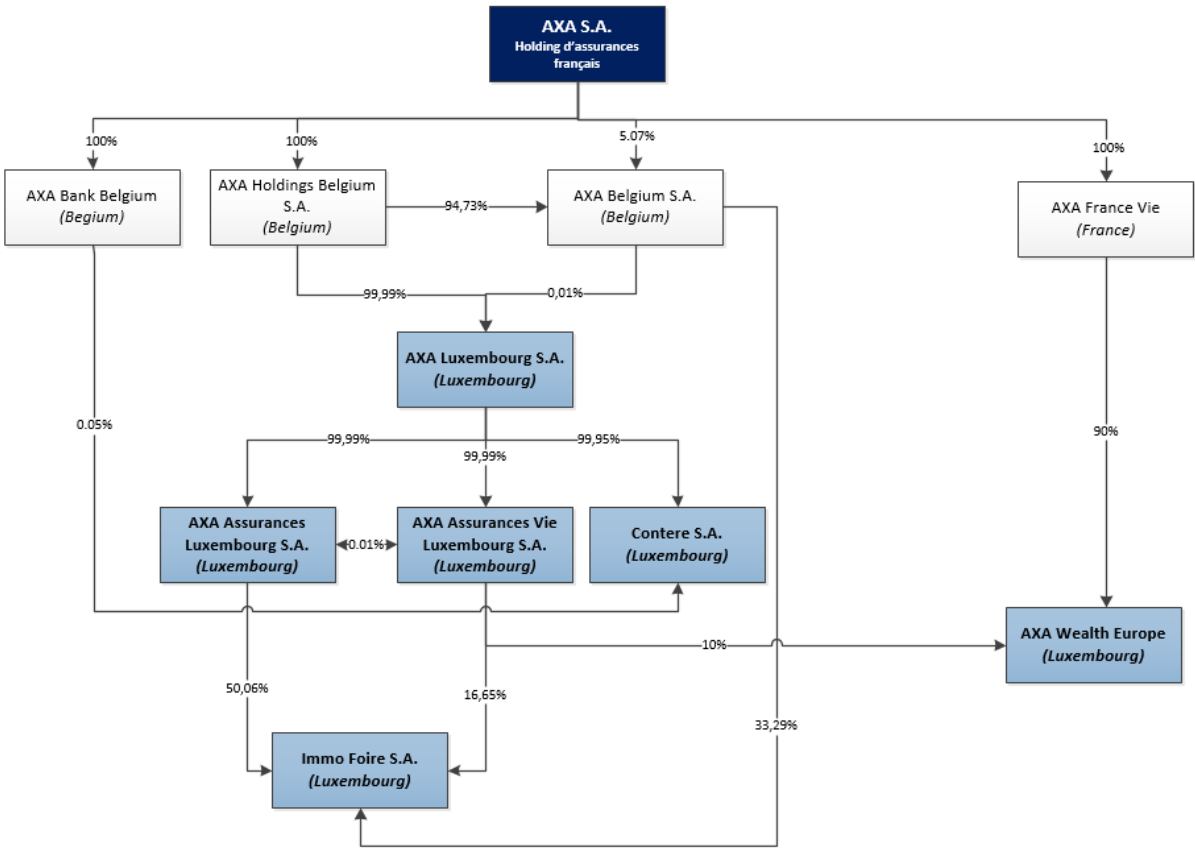 AXA S.A.
Holding d'assurances
français
100%
100%
5.07%
100%
AXA Bank Belgium
(Begium)
AXA Holdings Belgium
S.A.
(Belgium)
94,73%
AXA Belgium S.A.
(Belgium)
AXA France Vie
(France)
99,99%
0,01%
AXA Luxembourg S.A.
(Luxembourg)
0.05%
90%
99,99%
99,99%
99,95%
AXA Assurances
Luxembourg S.A.
(Luxembourg)
0.01%
AXA Assurances Vie
Luxembourg S.A.
(Luxembourg)
Contere S.A.
(Luxembourg)
AXA Wealth Europe
(Luxembourg)
10%
50,06%
16,65%
33,29%
Immo Foire S.A.
(Luxembourg)